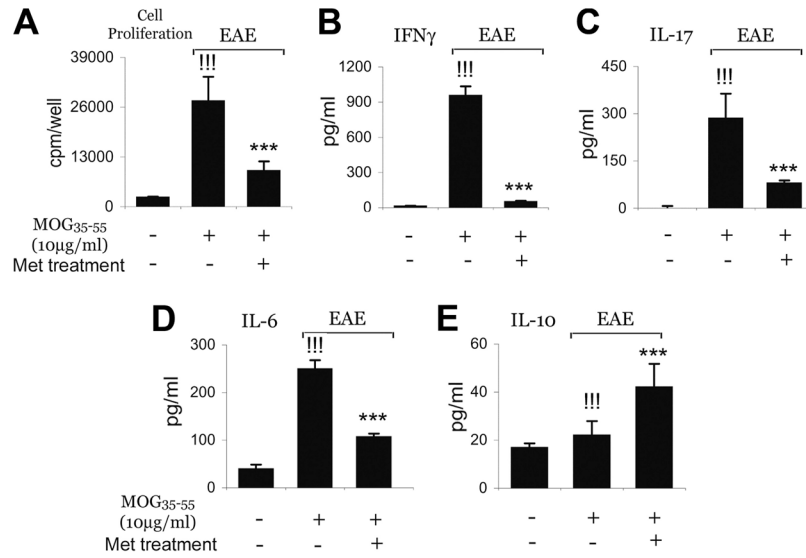 A
Cell
Proliferation
EAE
cpm/well
39000
26000
13000
0
!!!
***
B
IFNγ
EAE
pg/ml
1200
900
600
300
0
!!!
***
C
IL-17
EAE
pg/ml
450
300
150
0
!!!
***
MOG35-55
(10µg/ml)
- + +
- + +
- + +
Met treatment
- - +
- - +
- - +
D
IL-6
EAE
pg/ml
300
200
100
0
!!!
***
E
IL-10
EAE
pg/ml
60
40
20
0
!!!
***
MOG35-55
(10µg/ml)
- + +
- + +
Met treatment
- - +
- - +